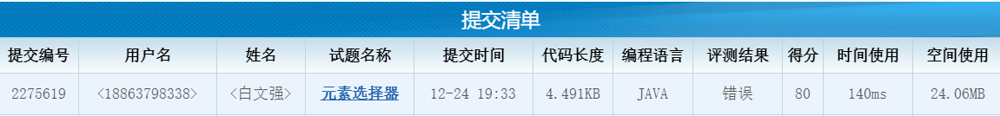 提交清单
提交编号 用户名 姓名 试题名称 提交时间 代码长度 编程语言 评测结果 得分 时间使用 空间使用
2275619 <18863798338> <白文强> 元素选择器 12-24 19:33 4.491KB JAVA 错误 80 140ms 24.06MB